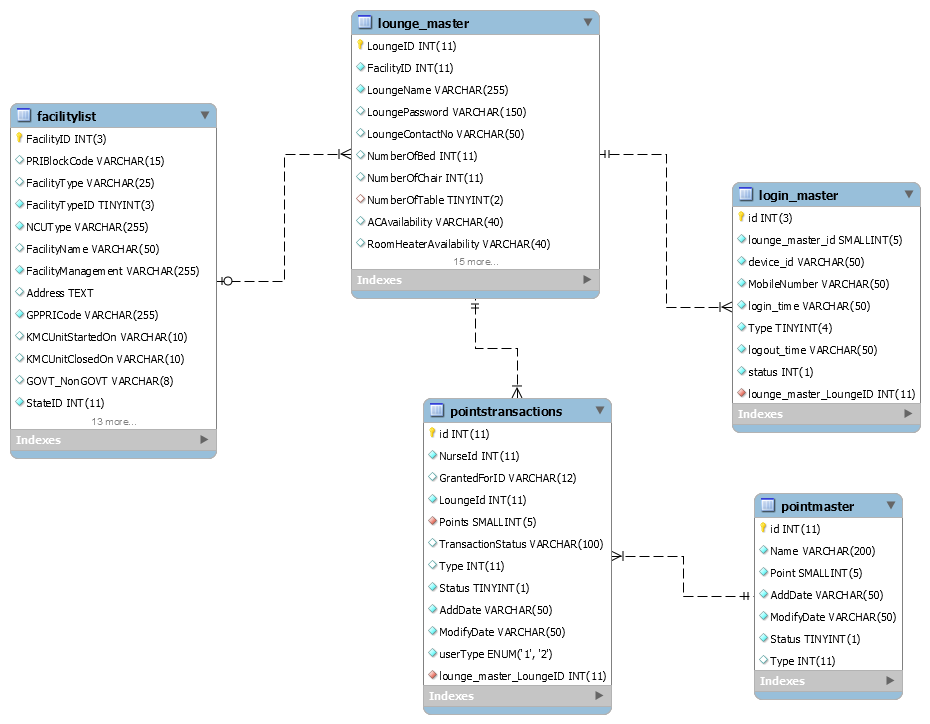 lounge_master
LoungeID INT(11)
FacilityID INT(11)
LoungeName VARCHAR(255)
LoungePassword VARCHAR(150)
LoungeContactNo VARCHAR(50)
NumberOfBed INT(11)
NumberOfChair INT(11)
NumberOfTable TINYINT(2)
ACAvailability VARCHAR(40)
RoomHeaterAvailability VARCHAR(40)
15 more...
Indexes
facilitylist
FacilityID INT(3)
PRIBlockCode VARCHAR(15)
FacilityType VARCHAR(25)
FacilityTypeID TINYINT(3)
NCUType VARCHAR(255)
FacilityName VARCHAR(50)
FacilityManagement VARCHAR(255)
Address TEXT
GPPRICode VARCHAR(255)
KMCUnitStartedOn VARCHAR(10)
KMCUnitClosedOn VARCHAR(10)
GOVT_NonGOVT VARCHAR(8)
StateID INT(11)
13 more...
Indexes
login_master
id INT(3)
lounge_master_id SMALLINT(5)
device_id VARCHAR(50)
MobileNumber VARCHAR(50)
login_time VARCHAR(50)
Type TINYINT(4)
logout_time VARCHAR(50)
status INT(1)
lounge_master_LoungeID INT(11)
Indexes
pointstransactions
id INT(11)
NurseId INT(11)
GrantedForID VARCHAR(12)
LoungeId INT(11)
Points SMALLINT(5)
TransactionStatus VARCHAR(100)
Type INT(11)
Status TINYINT(1)
AddDate VARCHAR(50)
ModifyDate VARCHAR(50)
userType ENUM('1', '2')
lounge_master_LoungeID INT(11)
Indexes
pointmaster
id INT(11)
Name VARCHAR(200)
Point SMALLINT(5)
AddDate VARCHAR(50)
ModifyDate VARCHAR(50)
Status TINYINT(1)
Type INT(11)
Indexes